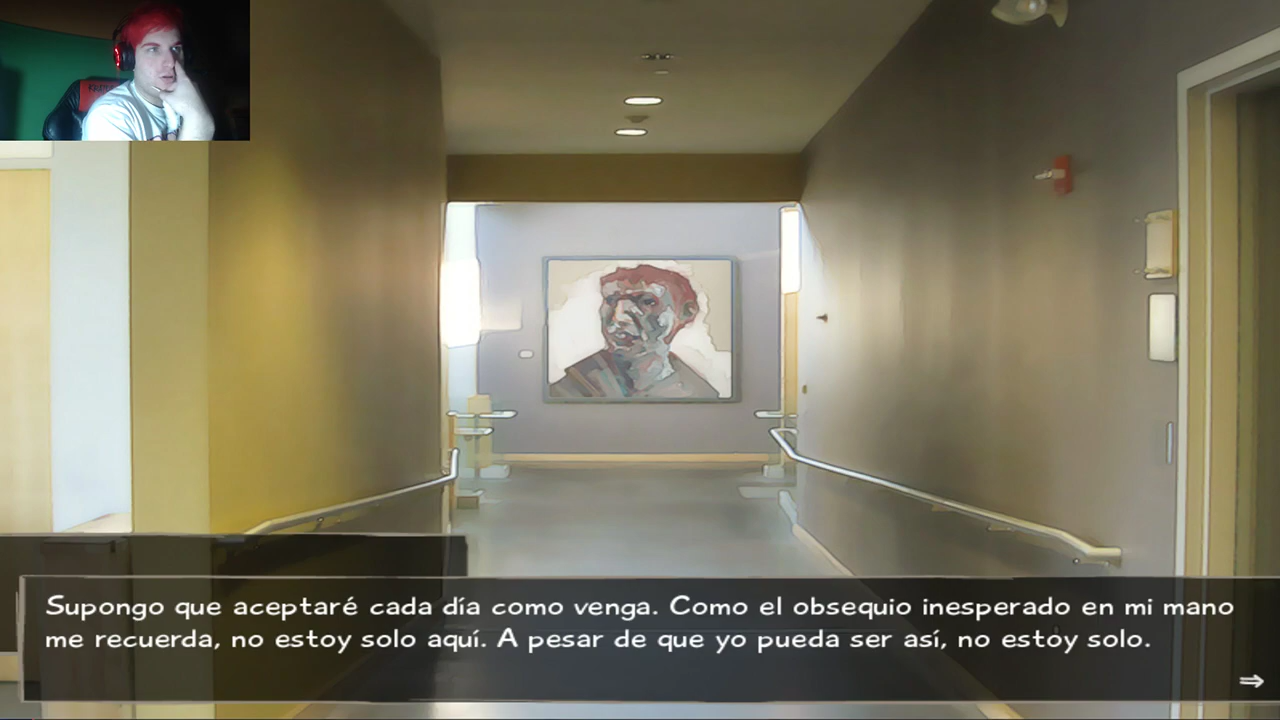 Supongo que aceptaré cada día como venga. Como el obsequio inesperado en mi mano
me recuerda, no estoy solo aquí. A pesar de que yo pueda ser así, no estoy solo.